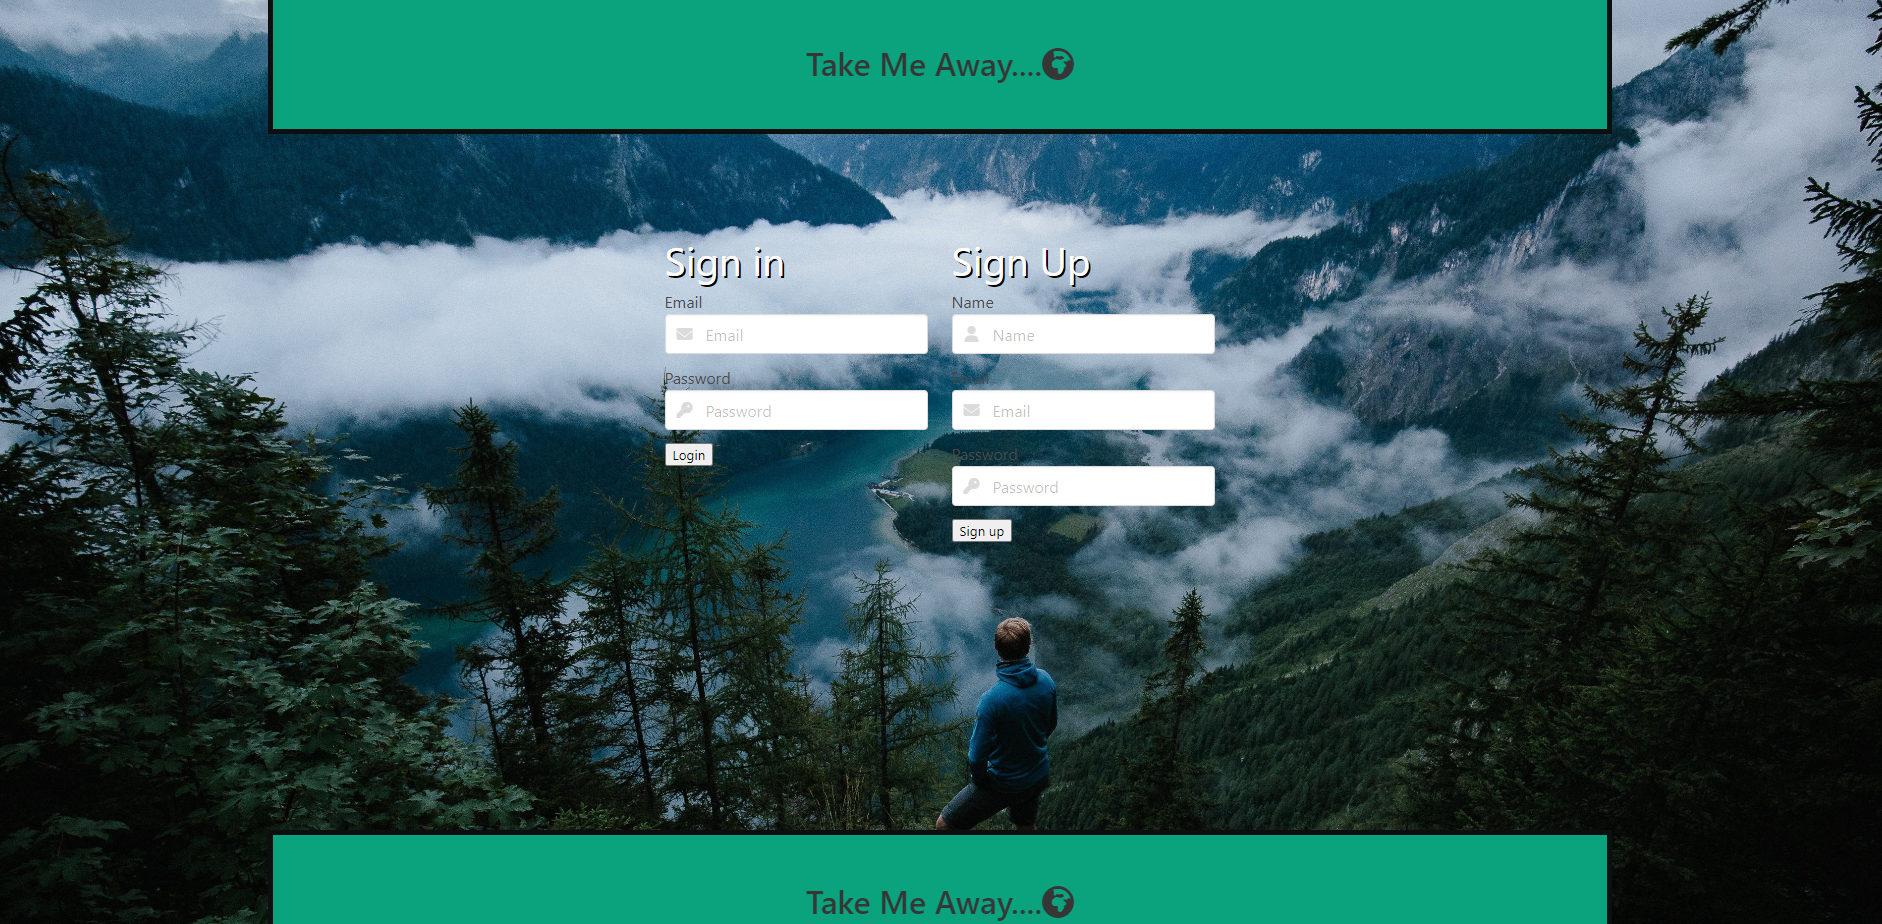 Take Me Away....
Sign in
Email
Email
Password
Password
Login
Sign Up
Name
Name
Email
Password
Password
Sign up
Take Me Away....